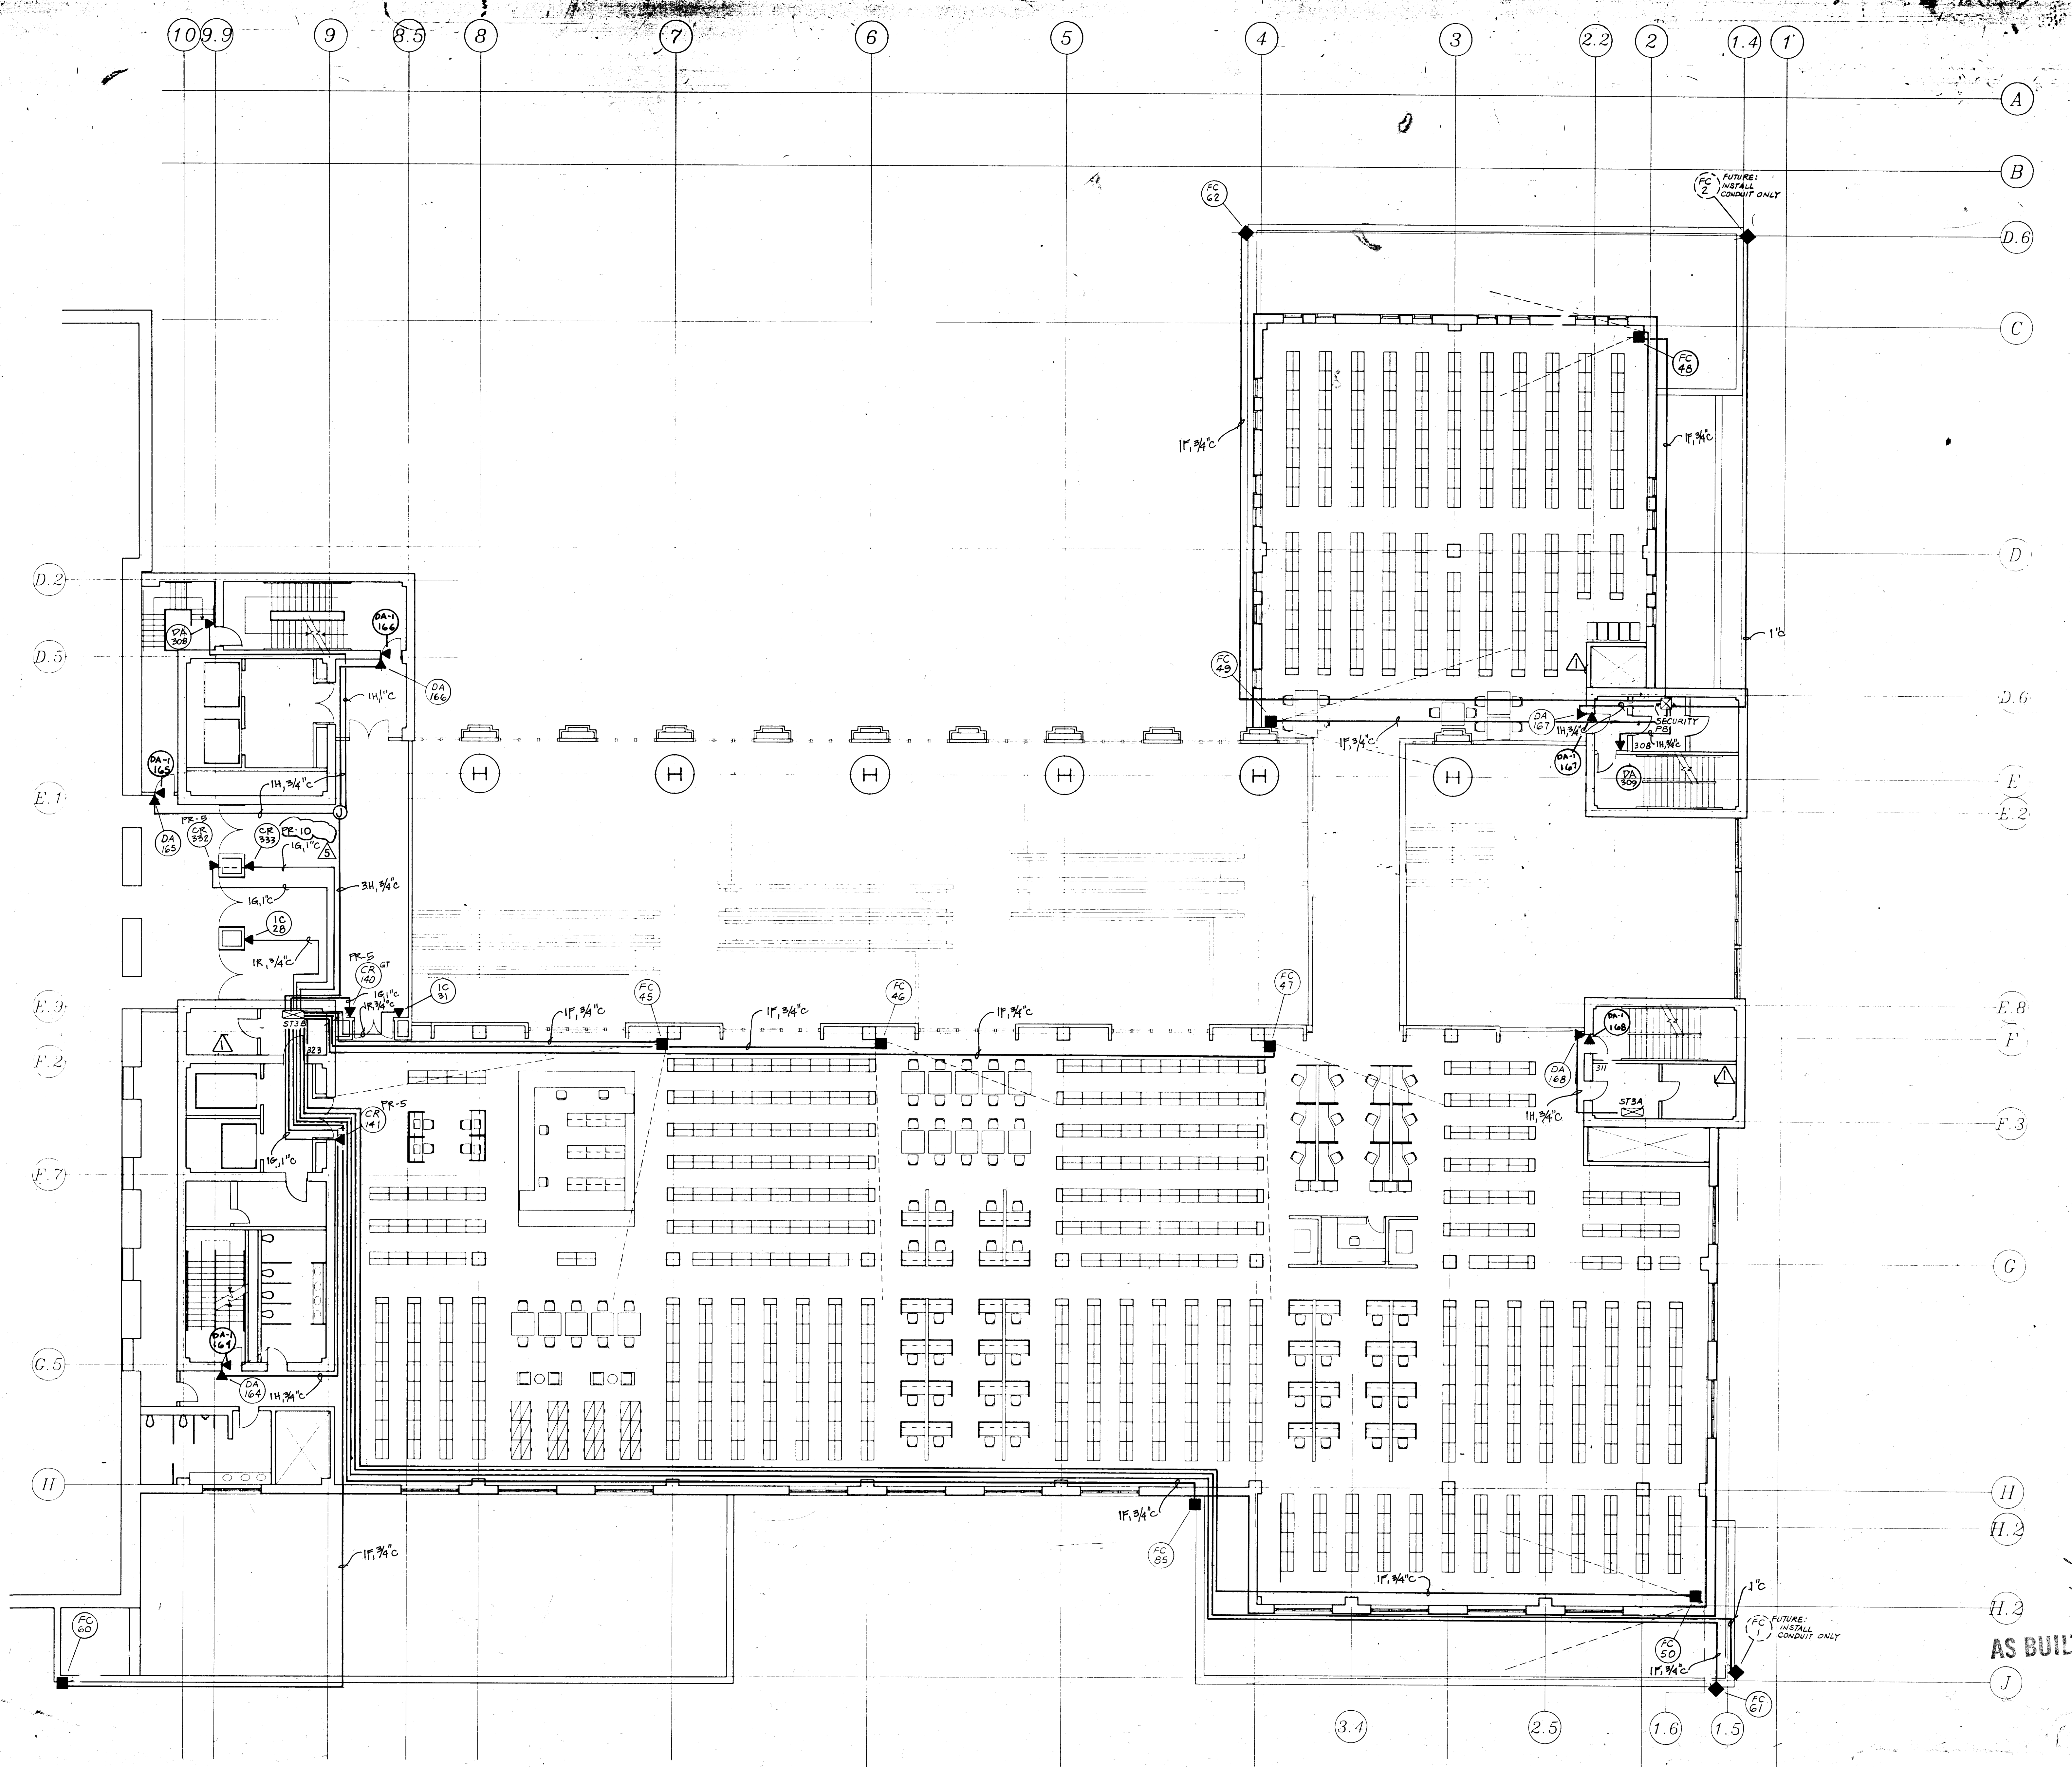 10 9.9 9 8.5 8 7 6 5 4 3 2.2 2 1.4 1
A
B
FC
62
FC
2
FUTURE:
INSTALL
CONDUIT ONLY
D.6
C
FC
48
1F, 3/4"C
1F, 3/4"C
D
D.2
DA
308
DA-1
166
D.5
DA
166
1H, 1"C
1"C
FC
49
1
D.6
DA
167
1H, 3/4"C
SECURITY
PB
308
1H, 3/4"C
1F, 3/4"C
DA-1
167
DA
309
H H H H H H
DA-1
165
1H, 3/4"C
E
E.1
J
E.2
DA
165
PR-5
CR
332
CR
333
PR-10
5
1G, 1"C
3H, 3/4"C
1G, 1"C
IC
28
1R, 3/4"C
PR-5
CR
140
GT
1G, 1"C
1R, 3/4"C
IC
31
FC
45
FC
46
FC
47
1F, 3/4"C
1F, 3/4"C
1F, 3/4"C
E.9
E.8
ST3B
323
1
DA-1
168
F
F.2
DA
168
311
1
1H, 3/4"C
ST3A
PR-5
CR
141
F.3
1G, 1"C
F.7
G
DA-1
164
G.5
DA
164
1H, 3/4"C
H
H
1F, 3/4"C
FC
85
H.2
1F, 3/4"C
1F, 3/4"C
1"C
H.2
FC
60
FC
1
FUTURE:
INSTALL
CONDUIT ONLY
FC
50
1F, 3/4"C
AS BUIL
J
FC
61
3.4 2.5 1.6 1.5